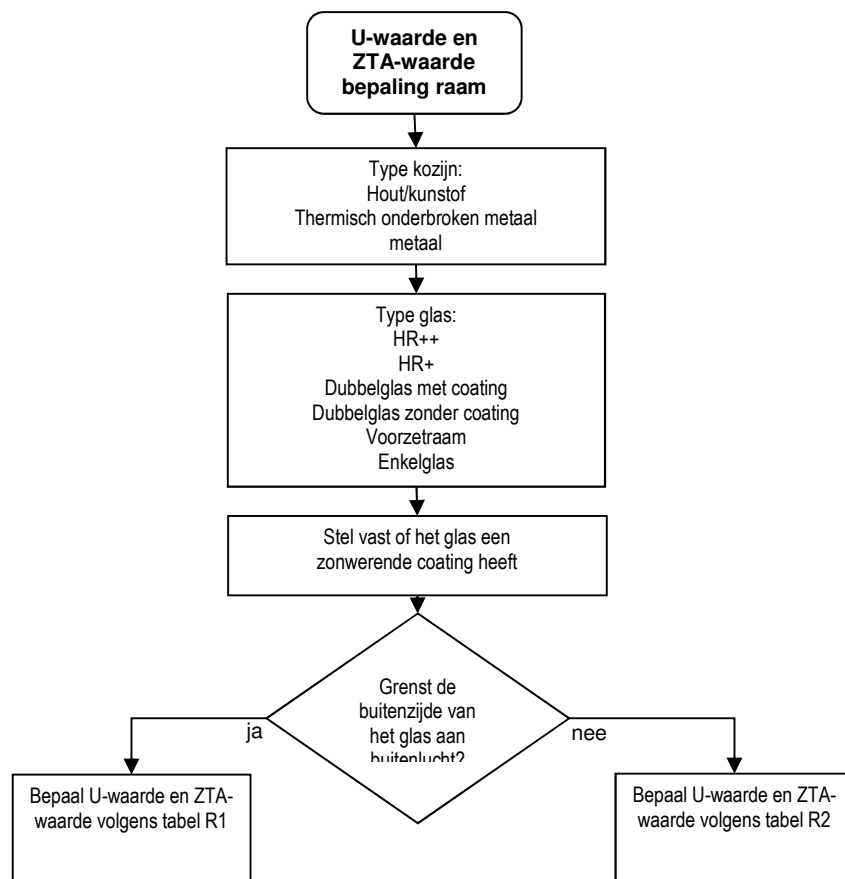 U-waarde en
ZTA-waarde
bepaling raam
Type kozijn:
Hout/kunstof
Thermisch onderbroken metaal
metaal
Type glas:
HR++
HR+
Dubbelglas met coating
Dubbelglas zonder coating
Voorzetraam
Enkelglas
Stel vast of het glas een
zonwerende coating heeft
Grenst de
buitenzijde van
het glas aan
buitenlucht?
ja
nee
Bepaal U-waarde en ZTA-
waarde volgens tabel R1
Bepaal U-waarde en ZTA-
waarde volgens tabel R2